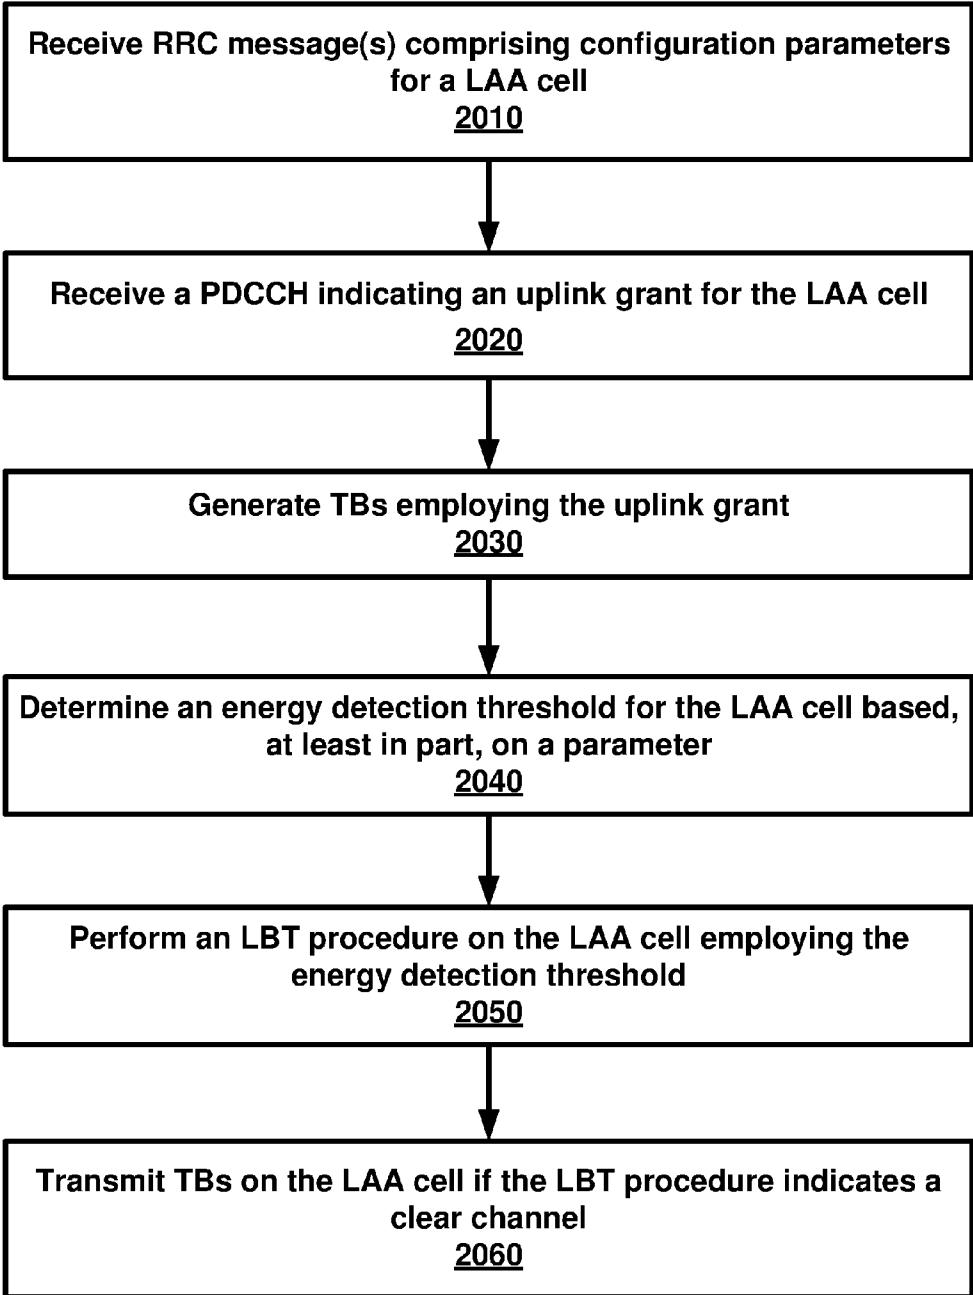 Receive RRC message(s) comprising configuration parameters
for a LAA cell
2010
Receive a PDCCH indicating an uplink grant for the LAA cell
2020
Generate TBs employing the uplink grant
2030
Determine an energy detection threshold for the LAA cell based,
at least in part, on a parameter
2040
Perform an LBT procedure on the LAA cell employing the
energy detection threshold
2050
Transmit TBs on the LAA cell if the LBT procedure indicates a
clear channel
2060